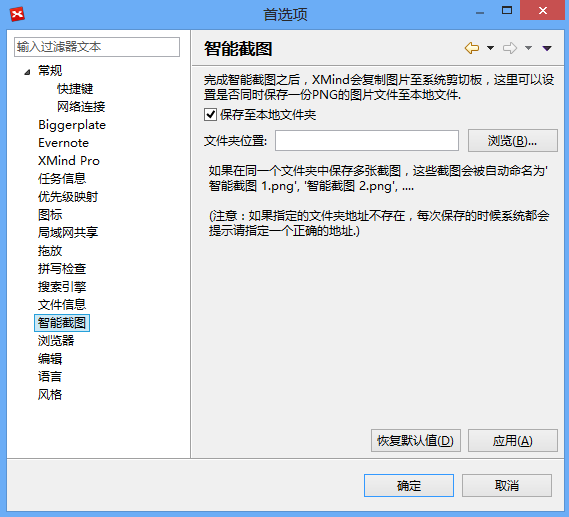 首选项
输入过滤器文本
常规
快捷键
网络连接
Biggerplate
Evernote
XMind Pro
任务信息
优先级映射
图标
局域网共享
拖放
拼写检查
搜索引擎
文件信息
智能截图
浏览器
编辑
语言
风格
智能截图
完成智能截图之后，XMind会复制图片至系统剪切板，这里可以设
置是否同时保存一份PNG的图片文件至本地文件.
保存至本地文件夹
文件夹位置:
浏览(B)...
如果在同一个文件夹中保存多张截图，这些截图会被自动命名为'
智能截图 1.png', '智能截图 2.png', ....
(注意：如果指定的文件夹地址不存在，每次保存的时候系统都会
提示请指定一个正确的地址.)
恢复默认值(D)
应用(A)
确定
取消